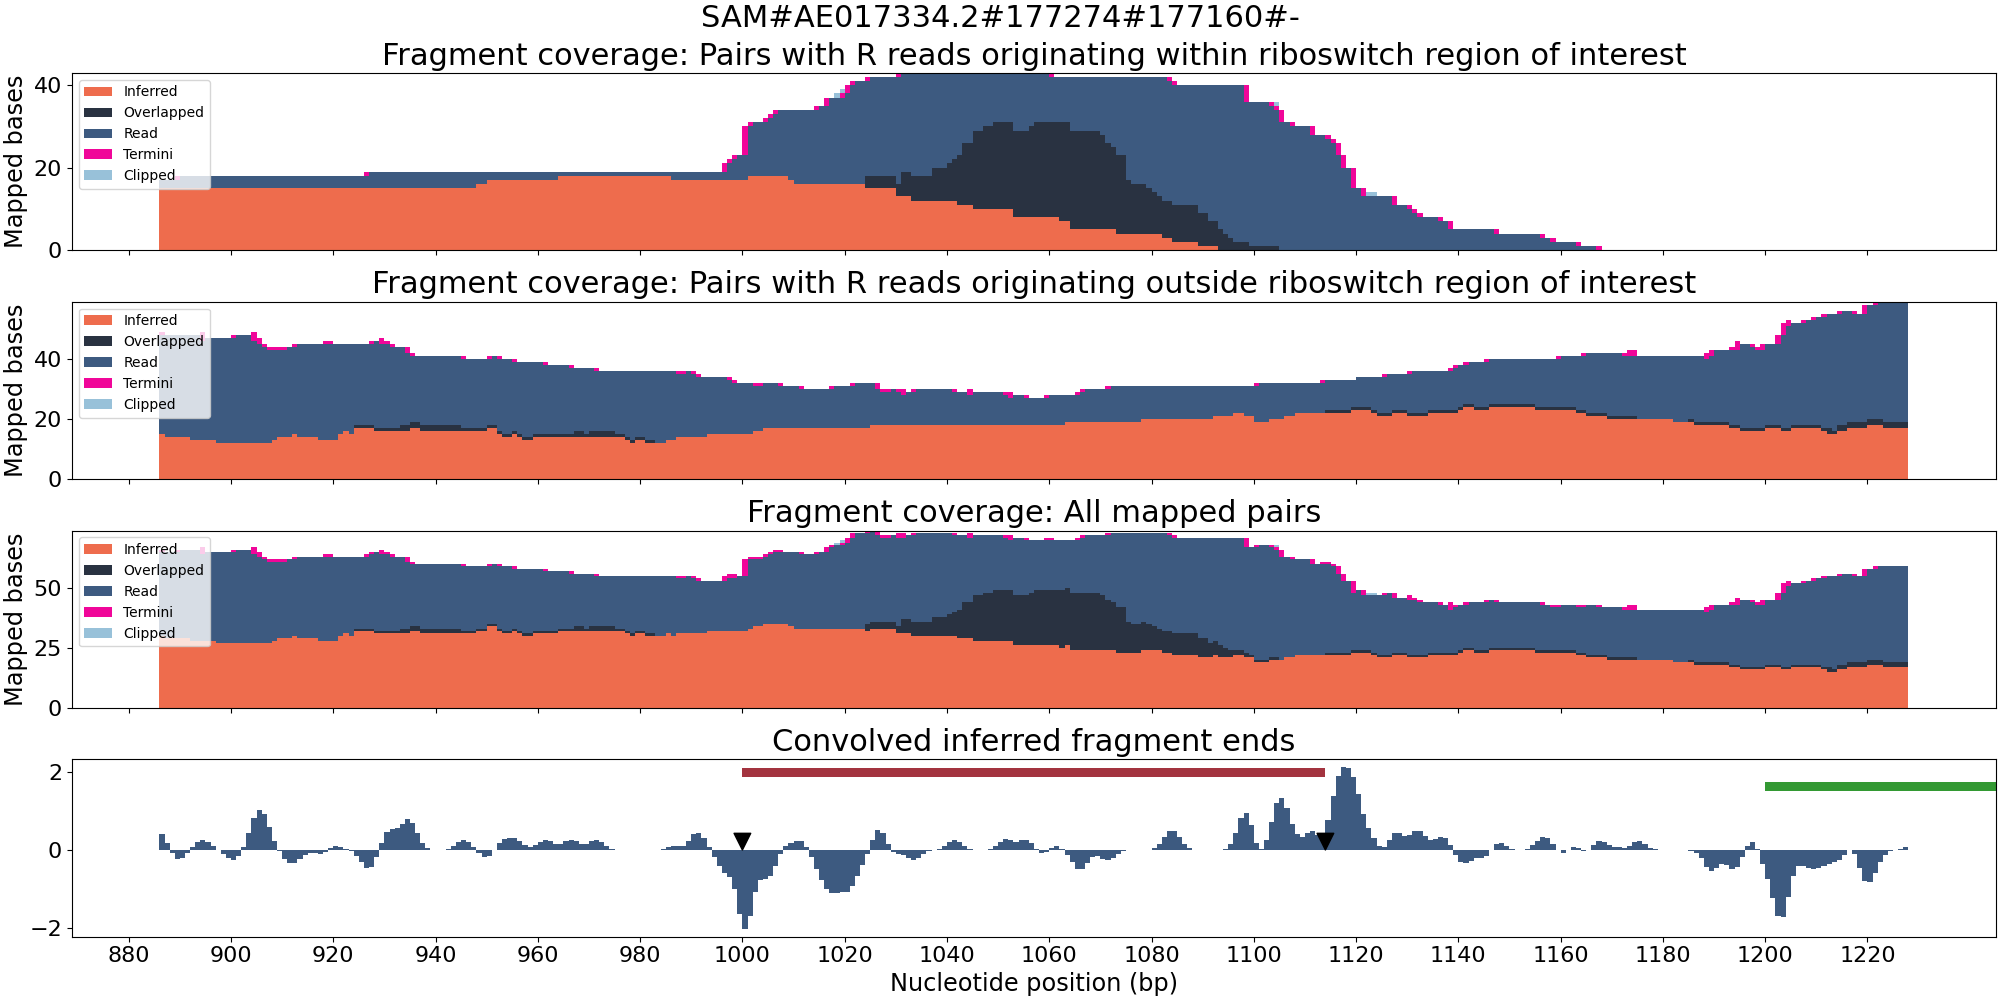 SAM#AE017334.2#177274#177160#-
Fragment coverage: Pairs with R reads originating within riboswitch region of interest
Mapped bases
40
20
0
Inferred
Overlapped
Read
Termini
Clipped
Fragment coverage: Pairs with R reads originating outside riboswitch region of interest
Mapped bases
40
20
0
Inferred
Overlapped
Read
Termini
Clipped
Fragment coverage: All mapped pairs
Mapped bases
50
25
0
Inferred
Overlapped
Read
Termini
Clipped
Convolved inferred fragment ends
2
0
−2
880 900 920 940 960 980 1000 1020 1040 1060 1080 1100 1120 1140 1160 1180 1200 1220
Nucleotide position (bp)